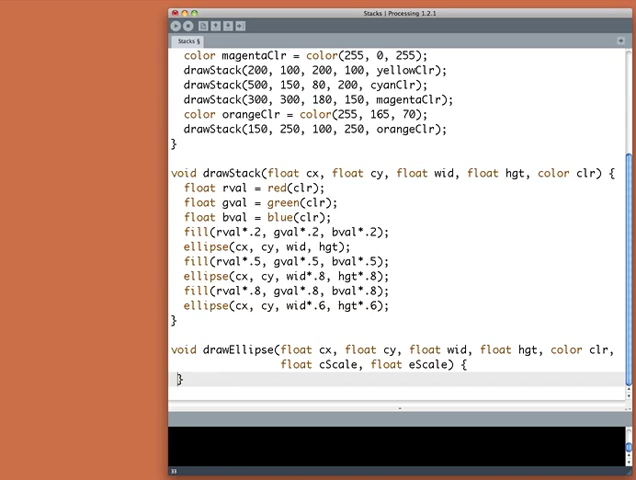 Stacks | Processing 1.2.1
Stacks §
color magentaClr = color(255, 0, 255);
drawStack(200, 100, 200, 100, yellowClr);
drawStack(500, 150, 80, 200, cyanClr);
drawStack(300, 300, 180, 150, magentaClr);
color orangeClr = color(255, 165, 70);
drawStack(150, 250, 100, 250, orangeClr);
}
void drawStack(float cx, float cy, float wid, float hgt, color clr) {
float rval = red(clr);
float gval = green(clr);
float bval = blue(clr);
fill(rval*.2, gval*.2, bval*.2);
ellipse(cx, cy, wid, hgt);
fill(rval*.5, gval*.5, bval*.5);
ellipse(cx, cy, wid*.8, hgt*.8);
fill(rval*.8, gval*.8, bval*.8);
ellipse(cx, cy, wid*.6, hgt*.6);
}
void drawEllipse(float cx, float cy, float wid, float hgt, color clr,
float cScale, float eScale) {
}